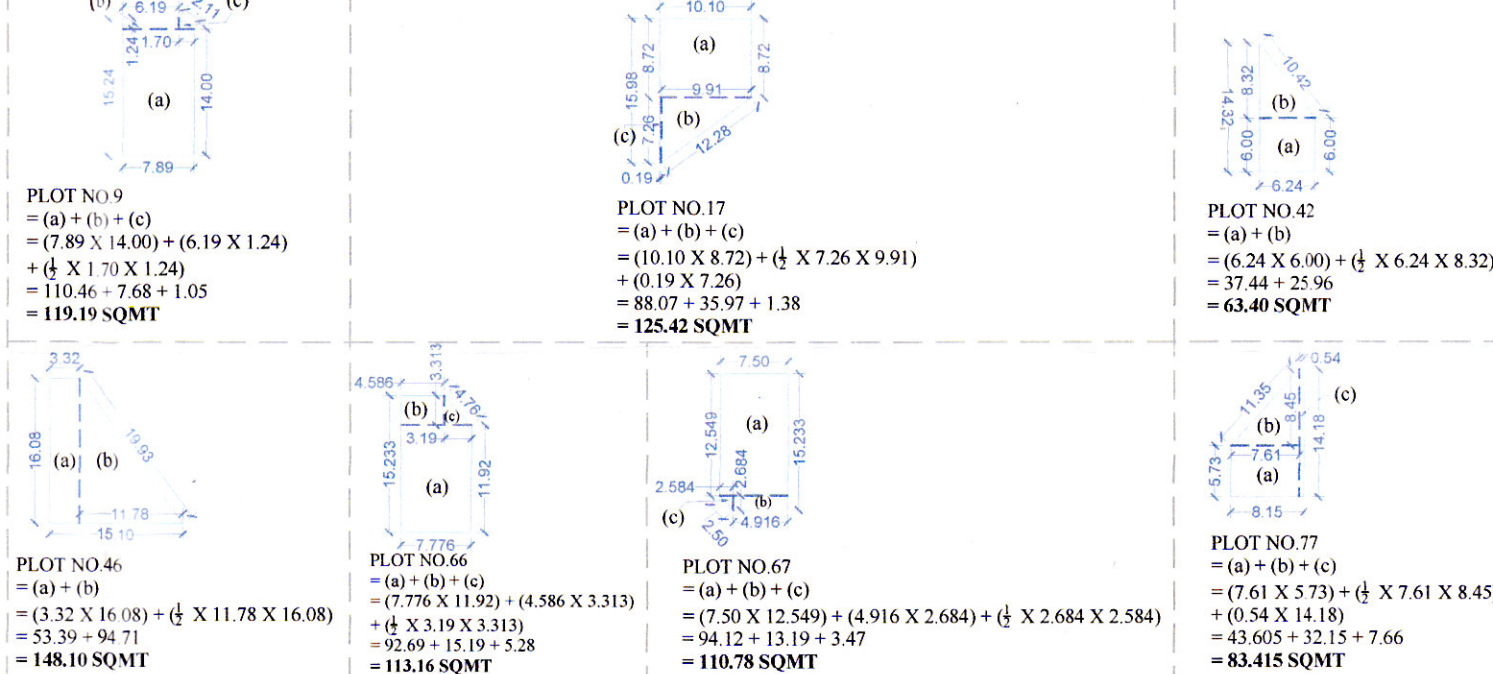 (b) 6.19 2.11 (c)
1.24
1.70
15.24
(a)
14.00
7.89
PLOT NO.9
= (a) + (b) + (c)
= (7.89 X 14.00) + (6.19 X 1.24)
+ (½ X 1.70 X 1.24)
= 110.46 + 7.68 + 1.05
= 119.19 SQMT
10.10
(a)
15.98
8.72
8.72
9.91
(b)
(c)
7.26
12.28
0.19
PLOT NO.17
= (a) + (b) + (c)
= (10.10 X 8.72) + (½ X 7.26 X 9.91)
+ (0.19 X 7.26)
= 88.07 + 35.97 + 1.38
= 125.42 SQMT
10.42
8.32
14.32
(b)
6.00
(a)
6.00
6.24
PLOT NO.42
= (a) + (b)
= (6.24 X 6.00) + (½ X 6.24 X 8.32)
= 37.44 + 25.96
= 63.40 SQMT
3.32
16.08
(a)
(b)
19.93
11.78
15.10
PLOT NO.46
= (a) + (b)
= (3.32 X 16.08) + (½ X 11.78 X 16.08)
= 53.39 + 94.71
= 148.10 SQMT
3.313
4.586
4.76
(b)
(c)
3.19
15.233
(a)
11.92
7.776
PLOT NO.66
= (a) + (b) + (c)
= (7.776 X 11.92) + (4.586 X 3.313)
+ (½ X 3.19 X 3.313)
= 92.69 + 15.19 + 5.28
= 113.16 SQMT
7.50
(a)
12.549
15.233
2.684
2.584
(b)
(c)
2.50
4.916
PLOT NO.67
= (a) + (b) + (c)
= (7.50 X 12.549) + (4.916 X 2.684) + (½ X 2.684 X 2.584)
= 94.12 + 13.19 + 3.47
= 110.78 SQMT
0.54
11.35
8.45
(c)
14.18
(b)
7.61
5.73
(a)
8.15
PLOT NO.77
= (a) + (b) + (c)
= (7.61 X 5.73) + (½ X 7.61 X 8.45)
+ (0.54 X 14.18)
= 43.605 + 32.15 + 7.66
= 83.415 SQMT